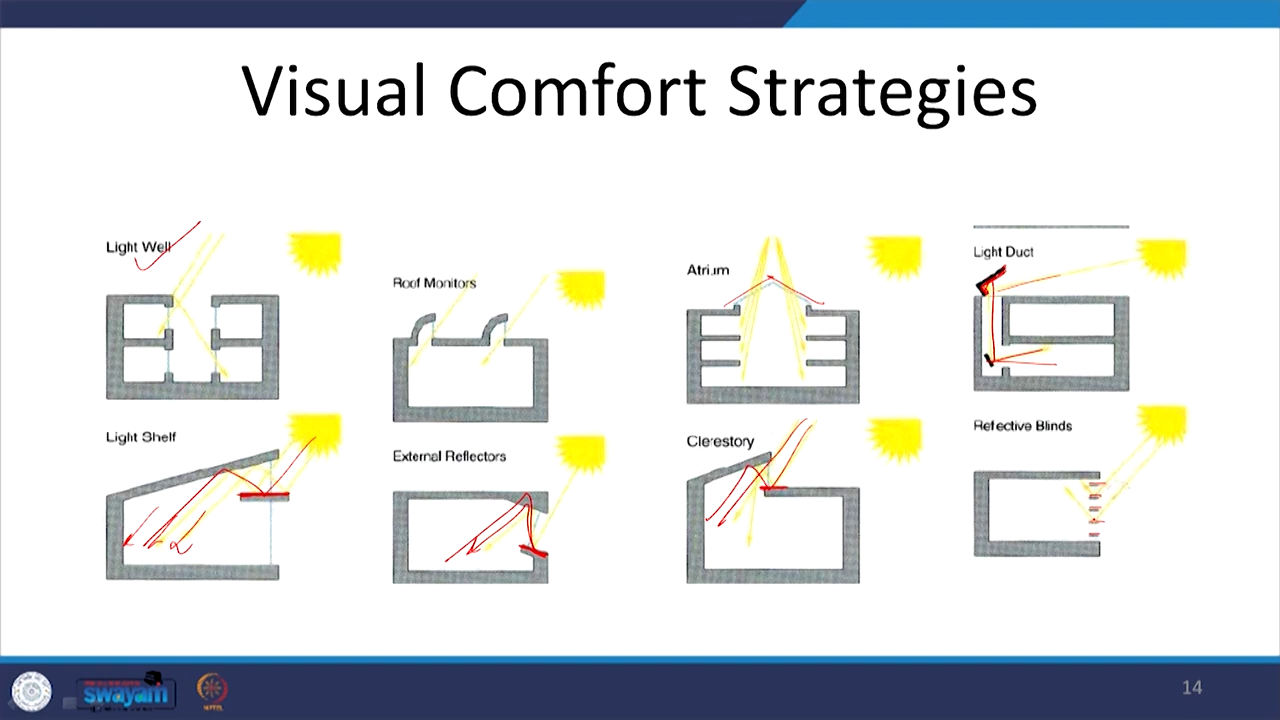 Visual Comfort Strategies
Light Well
Roof Monitors
Atrium
Light Duct
Light Shelf
External Reflectors
Clerestory
Reflective Blinds
swayam
14